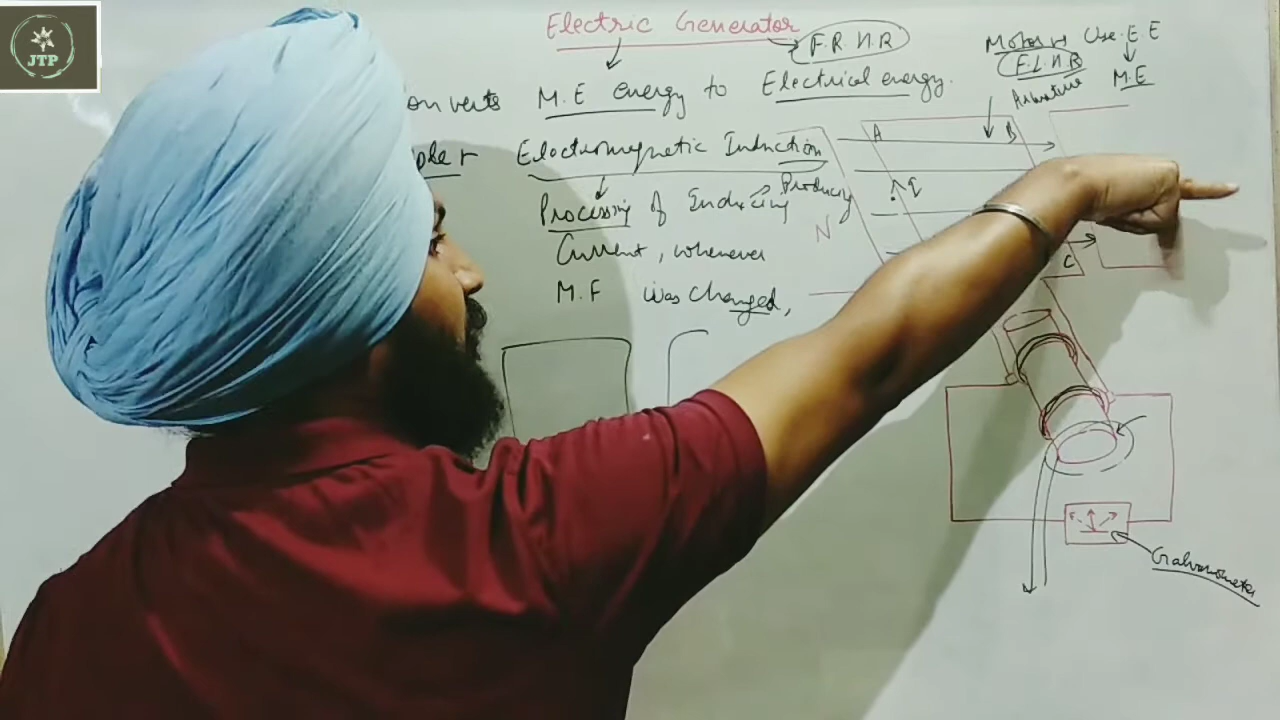 JTP
Electric Generator
F.R.H.R
onverts M.E energy to Electrical energy.
Motor Use E E
F.L.H.R
M.E
Armature
ple Electromagnetic Induction
Processing of Inducing Producing
Current, whenever
M.F was changed,
A B
N
C
Galvanometer